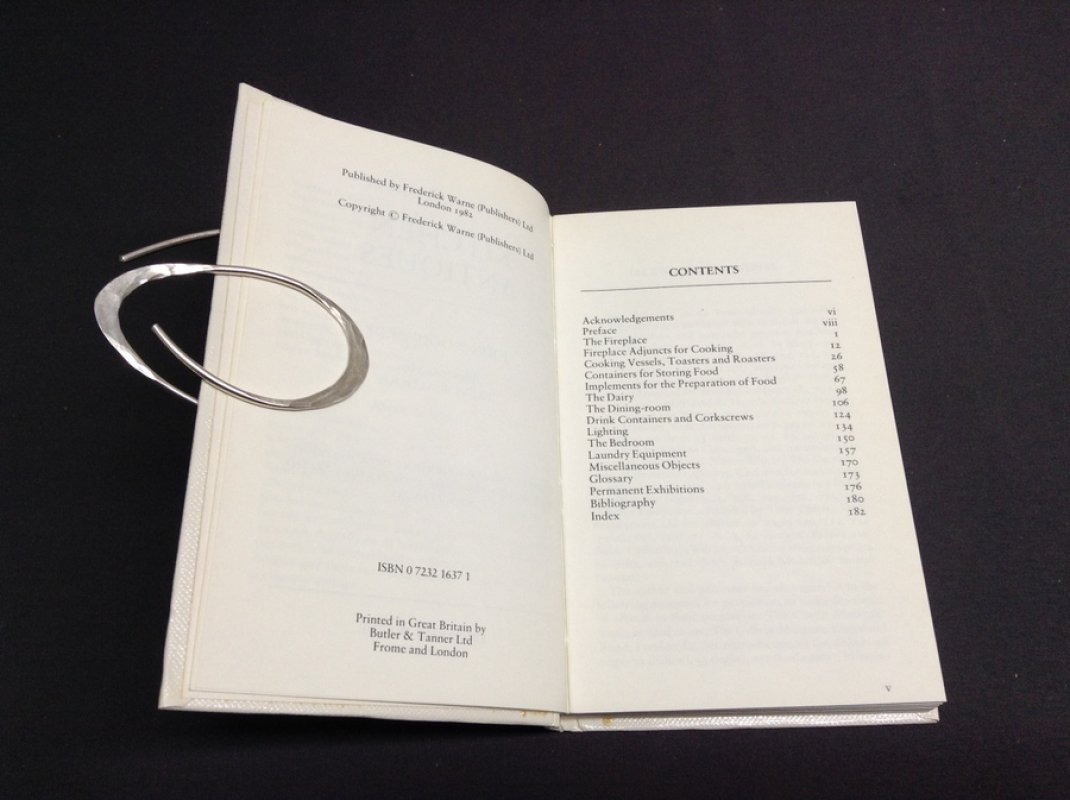 Published by Frederick Warne (Publishers) Ltd
London 1982
Copyright © Frederick Warne (Publishers) Ltd
ISBN 0 7232 1637 1
Printed in Great Britain by
Butler & Tanner Ltd
Frome and London
CONTENTS
Acknowledgements vi
Preface viii
The Fireplace 1
Fireplace Adjuncts for Cooking 12
Cooking Vessels, Toasters and Roasters 26
Containers for Storing Food 58
Implements for the Preparation of Food 67
The Dairy 98
The Dining-room 106
Drink Containers and Corkscrews 124
Lighting 134
The Bedroom 150
Laundry Equipment 157
Miscellaneous Objects 170
Glossary 173
Permanent Exhibitions 176
Bibliography 180
Index 182
v